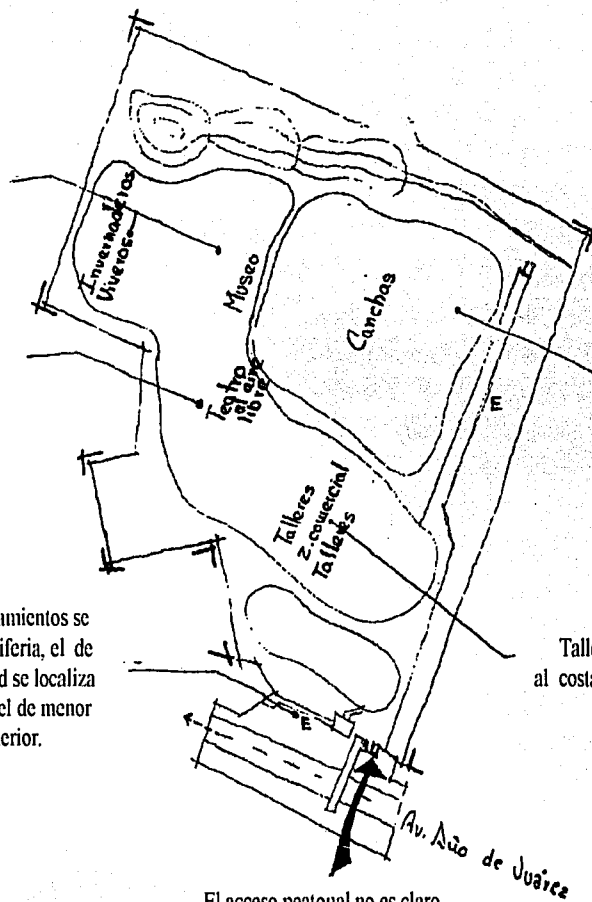 Invernaderos
Viveros
Museo
Canchas
Teatro
al aire
libre
E
Talleres
z. comercial
Talleres
amientos se
iferia, el de
d se localiza
el de menor
erior.
Talle
al costa
E
Av. Año de Juárez
El acceso peatonal no es claro